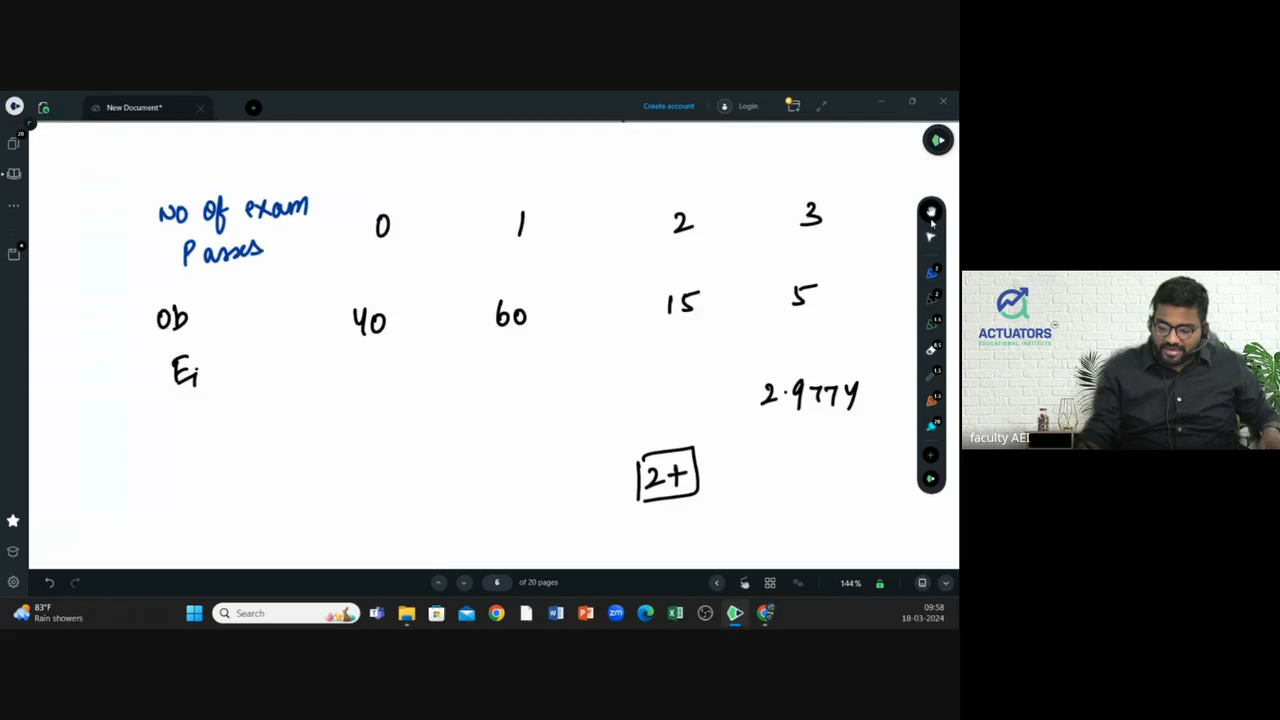 New Document*
Create account
Login
20
No of exam
Passes
0 1 2 3
Ob 40 60 15 5
Ei
2.9774
2+
ACTUATORS
EDUCATIONAL INSTITUTE
faculty AEI
6 of 20 pages
144%
83°F
Rain showers
Search
09:58
18-03-2024